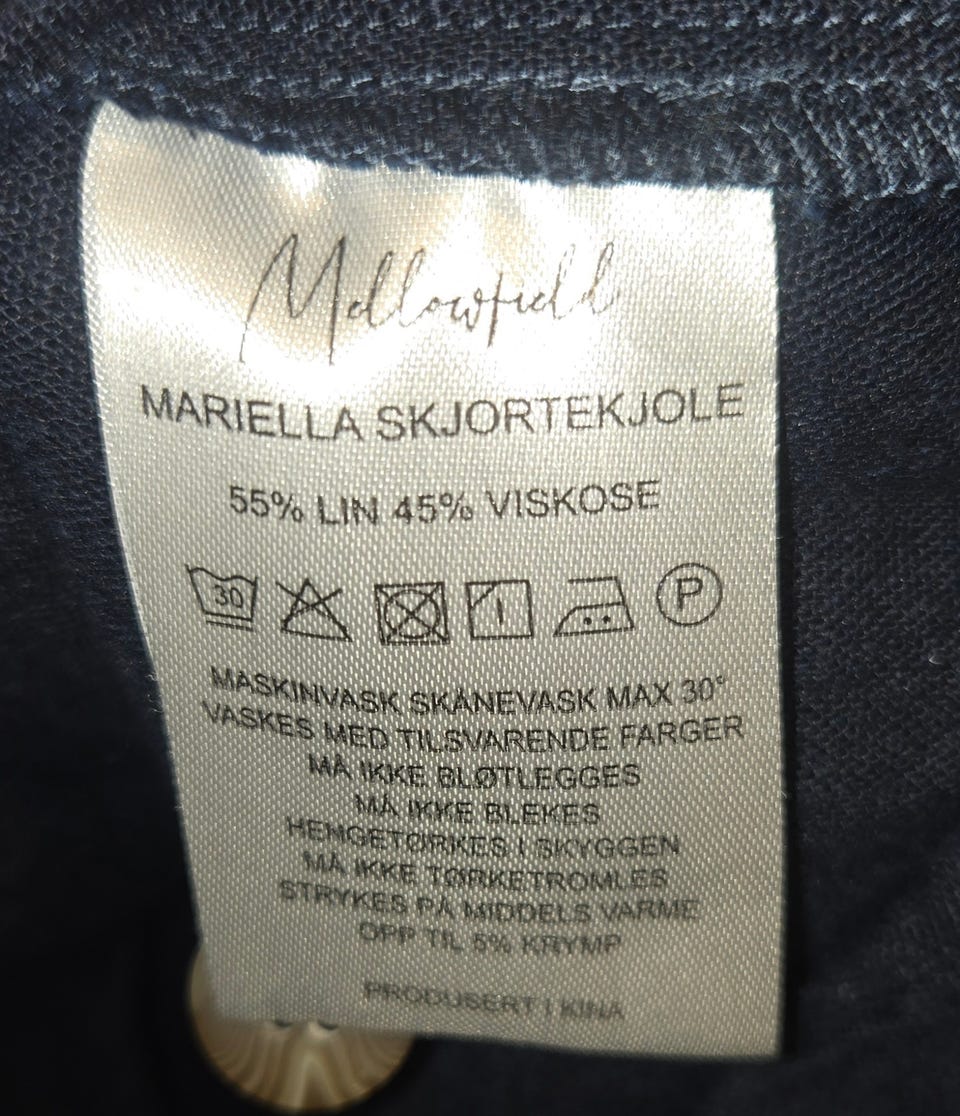 Mellowfield
MARIELLA SKJORTEKJOLE
55% LIN 45% VISKOSE
30 P
MASKINVASK SKÅNEVASK MAX 30°
VASKES MED TILSVARENDE FARGER
MÅ IKKE BLØTLEGGES
MÅ IKKE BLEKES
HENGETØRKES I SKYGGEN
MÅ IKKE TØRKETROMLES
STRYKES PÅ MIDDELS VARME
OPP TIL 5% KRYMP
PRODUSERT I KINA